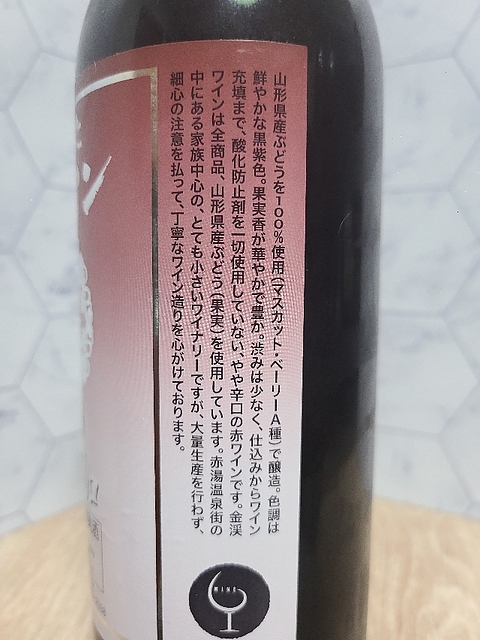 山形県産ぶどうを100%使用(マスカット・ベーリーA種)で醸造。色調は
鮮やかな黒紫色。果実香が華やかで豊か。渋みは少なく、仕込みからワイン
充填まで、酸化防止剤を一切使用していない、やや辛口の赤ワインです。金渓
ワインは全商品、山形県産ぶどう(果実)を使用しています。赤湯温泉街の
中にある家族中心の、とても小さいワイナリーですが、大量生産を行わず、
細心の注意を払って、丁寧なワイン造りを心がけております。
WINE
ン
酒